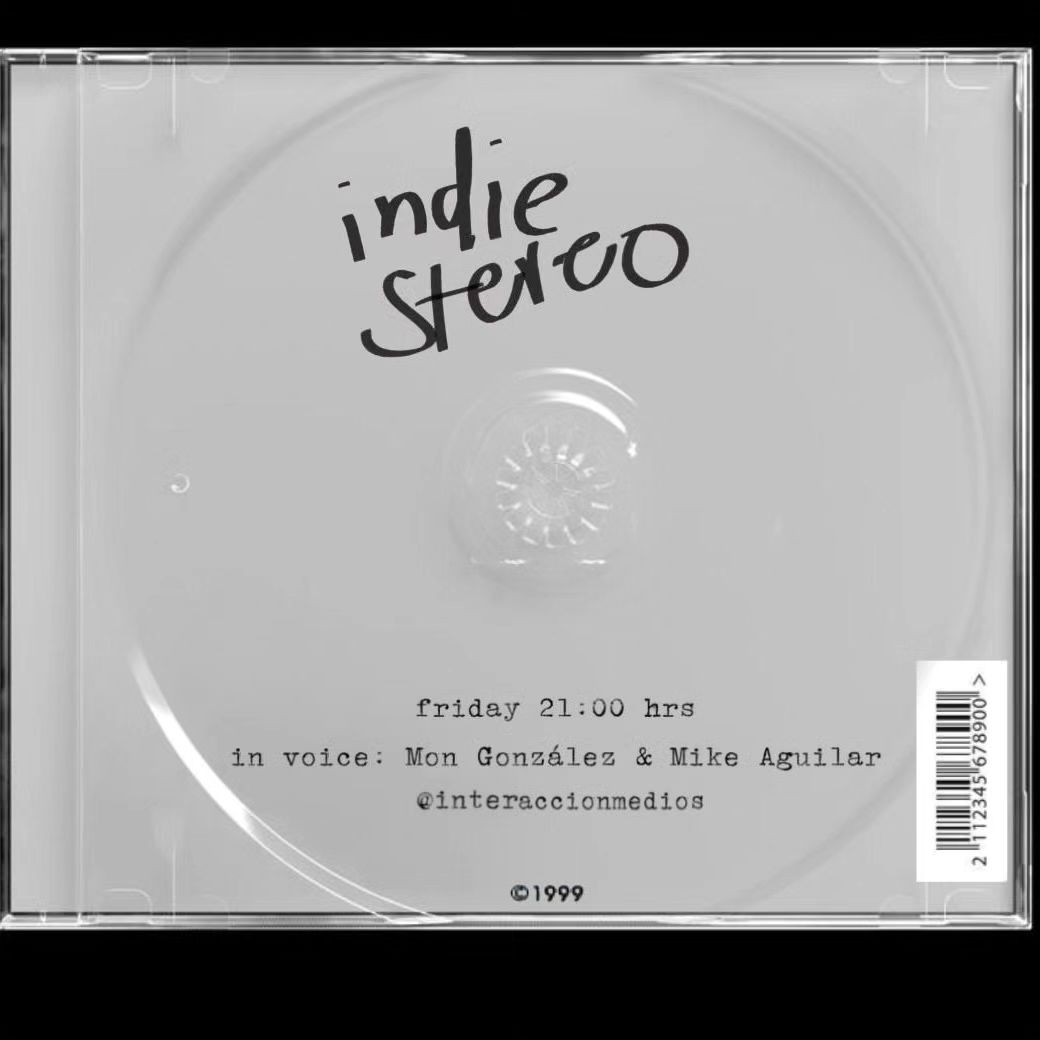 indie
stereo
friday 21:00 hrs
in voice: Mon González & Mike Aguilar
@interaccionmedios
©1999
2 112345 678900 >